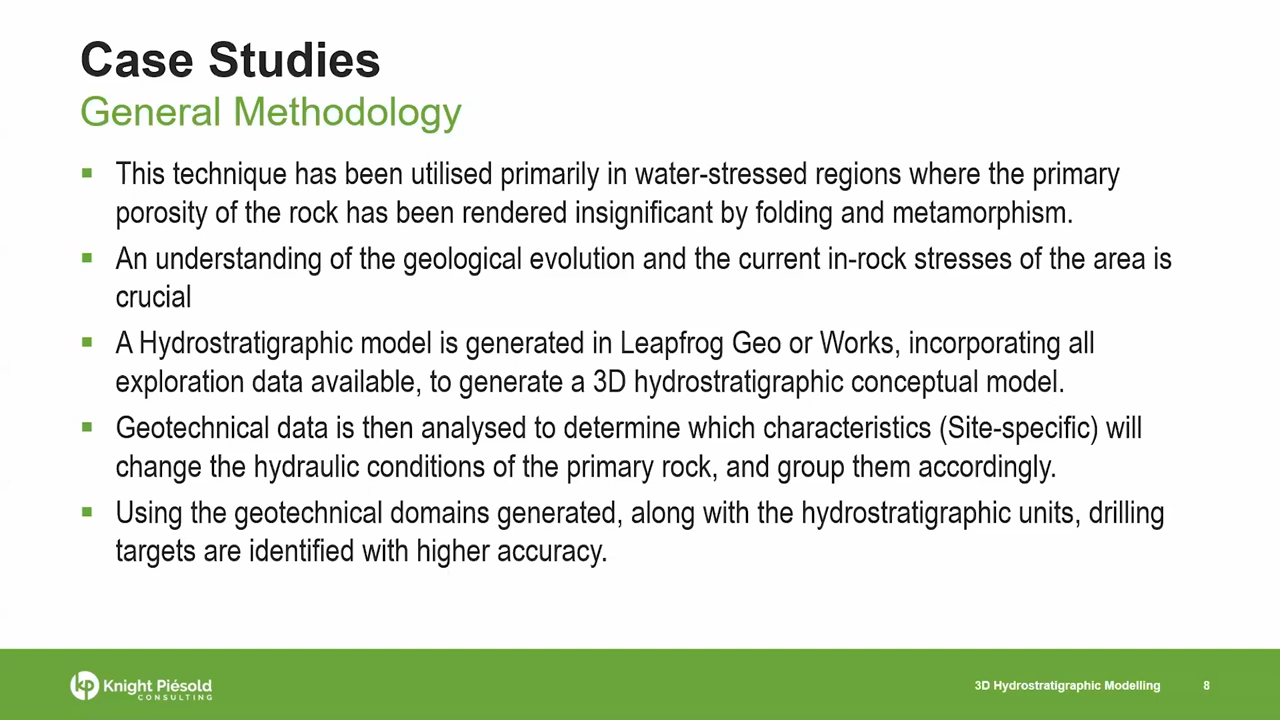 Case Studies
General Methodology
▪ This technique has been utilised primarily in water-stressed regions where the primary
porosity of the rock has been rendered insignificant by folding and metamorphism.
▪ An understanding of the geological evolution and the current in-rock stresses of the area is
crucial
▪ A Hydrostratigraphic model is generated in Leapfrog Geo or Works, incorporating all
exploration data available, to generate a 3D hydrostratigraphic conceptual model.
▪ Geotechnical data is then analysed to determine which characteristics (Site-specific) will
change the hydraulic conditions of the primary rock, and group them accordingly.
▪ Using the geotechnical domains generated, along with the hydrostratigraphic units, drilling
targets are identified with higher accuracy.
kp Knight Piésold
CONSULTING
3D Hydrostratigraphic Modelling 8